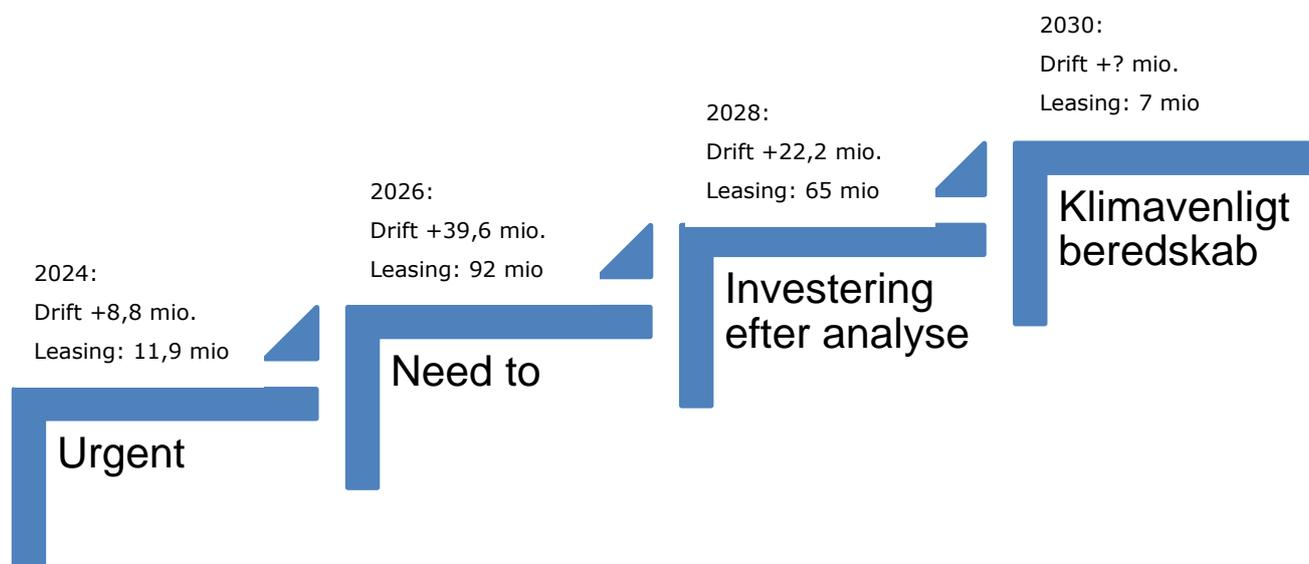 2024:
Drift +8,8 mio.
Leasing: 11,9 mio
Urgent
2026:
Drift +39,6 mio.
Leasing: 92 mio
Need to
2028:
Drift +22,2 mio.
Leasing: 65 mio
Investering
efter analyse
2030:
Drift +? mio.
Leasing: 7 mio
Klimavenligt
beredskab